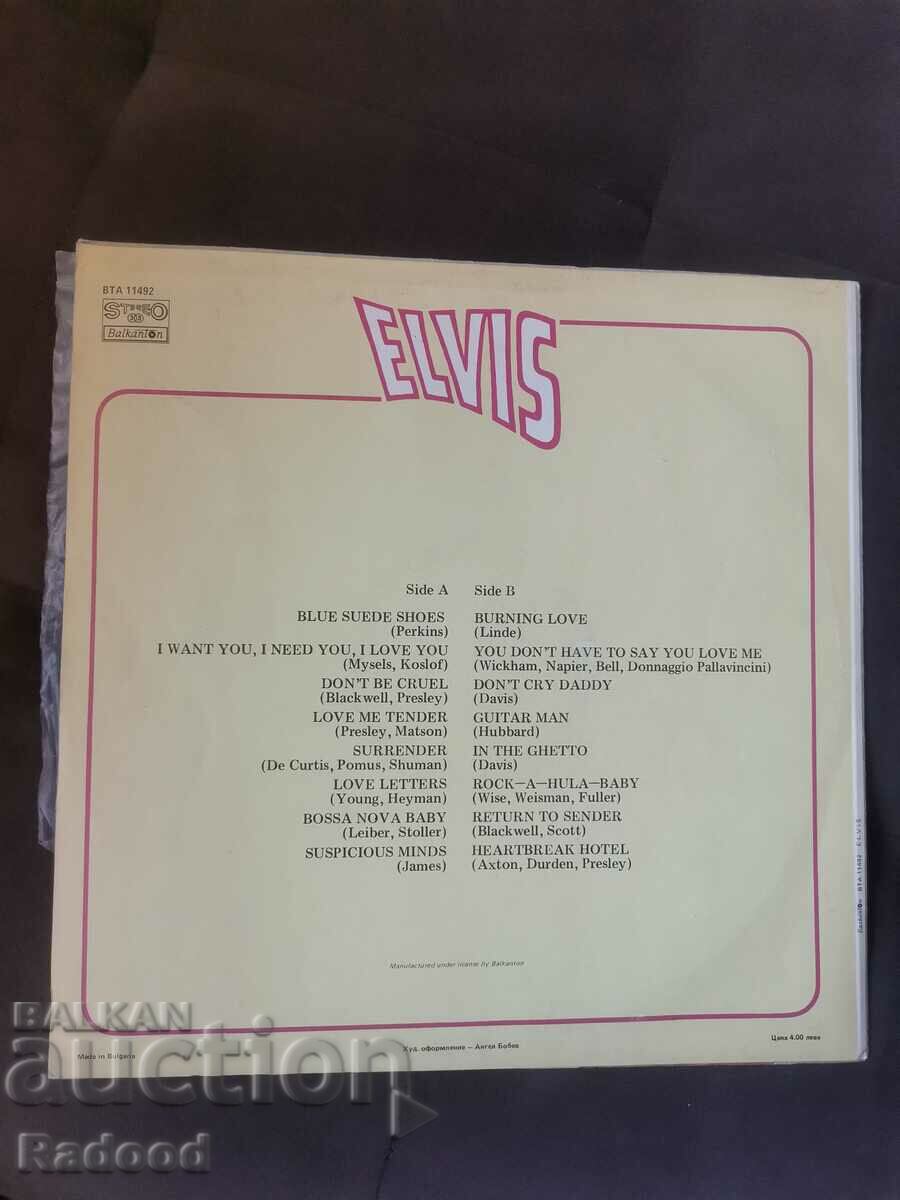 BTA 11492
STEREO
303
Balkanton
ELVIS
Side A
BLUE SUEDE SHOES
(Perkins)
I WANT YOU, I NEED YOU, I LOVE YOU
(Mysels, Koslof)
DON'T BE CRUEL
(Blackwell, Presley)
LOVE ME TENDER
(Presley, Matson)
SURRENDER
(De Curtis, Pomus, Shuman)
LOVE LETTERS
(Young, Heyman)
BOSSA NOVA BABY
(Leiber, Stoller)
SUSPICIOUS MINDS
(James)
Side B
BURNING LOVE
(Linde)
YOU DON'T HAVE TO SAY YOU LOVE ME
(Wickham, Napier, Bell, Donnaggio Pallavincini)
DON'T CRY DADDY
(Davis)
GUITAR MAN
(Hubbard)
IN THE GHETTO
(Davis)
ROCK—A—HULA—BABY
(Wise, Weisman, Fuller)
RETURN TO SENDER
(Blackwell, Scott)
HEARTBREAK HOTEL
(Axton, Durden, Presley)
Balkanton BTA 11492 ELVIS
Manufactured under license by Balkanton
Made in Bulgaria
Худ. оформление — Ангел Бобев
Цена 4.00 лева
BALKAN
auction
Radood